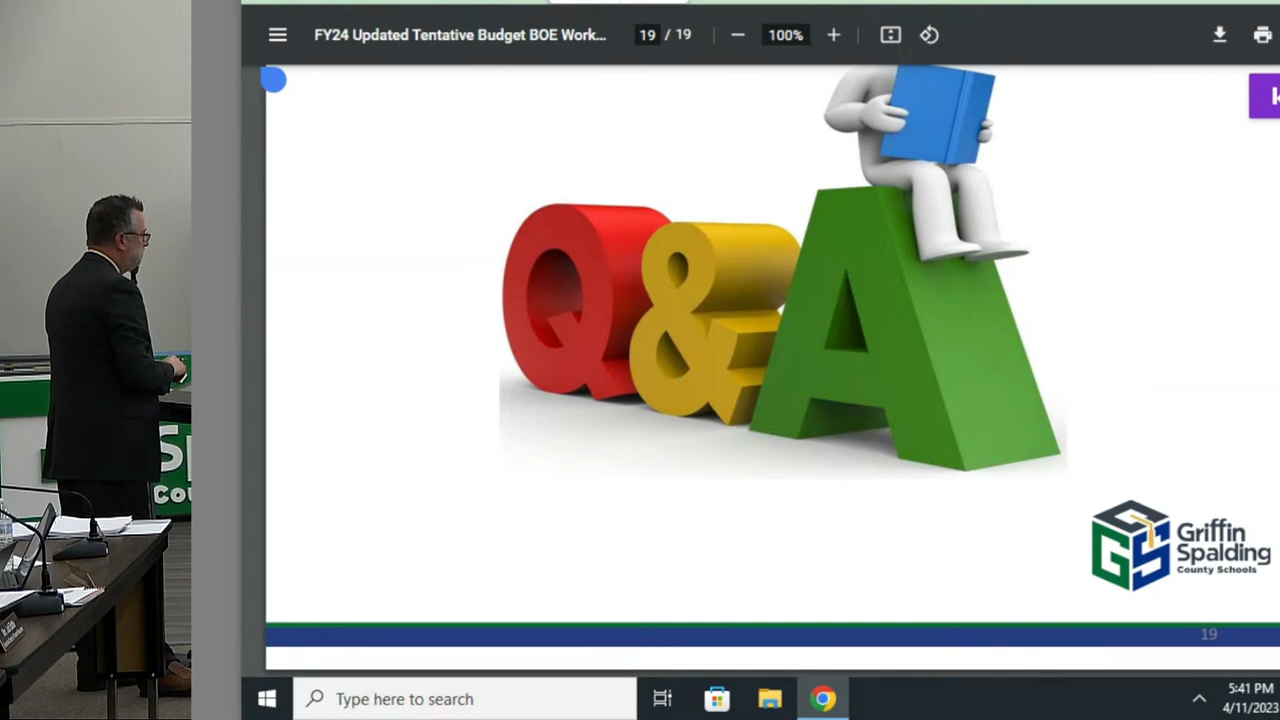 FY24 Updated Tentative Budget BOE Work...
19 / 19
100%
Q&A
Griffin
Spalding
County Schools
19
Type here to search
5:41 PM
4/11/2023